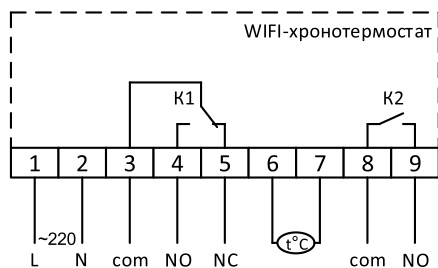 WIFI-хронотермостат
K1 K2
1 2 3 4 5 6 7 8 9
~220 t°C
L N com NO NC com NO